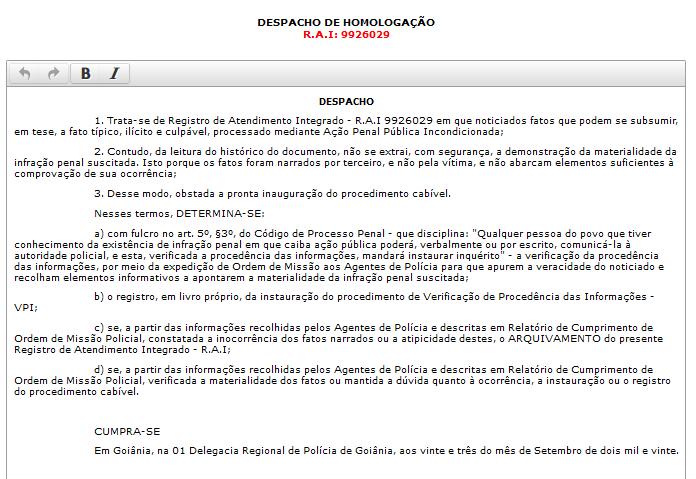 DESPACHO DE HOMOLOGAÇÃO
R.A.I: 9926029
B I
DESPACHO
1. Trata-se de Registro de Atendimento Integrado - R.A.I 9926029 em que noticiados fatos que podem se subsumir,
em tese, a fato típico, ilícito e culpável, processado mediante Ação Penal Pública Incondicionada;
2. Contudo, da leitura do histórico do documento, não se extrai, com segurança, a demonstração da materialidade da
infração penal suscitada. Isto porque os fatos foram narrados por terceiro, e não pela vítima, e não abarcam elementos suficientes à
comprovação de sua ocorrência;
3. Desse modo, obstada a pronta inauguração do procedimento cabível.
Nesses termos, DETERMINA-SE:
a) com fulcro no art. 5º, §3º, do Código de Processo Penal - que disciplina: "Qualquer pessoa do povo que tiver
conhecimento da existência de infração penal em que caiba ação pública poderá, verbalmente ou por escrito, comunicá-la à
autoridade policial, e esta, verificada a procedência das informações, mandará instaurar inquérito" - a verificação da procedência
das informações, por meio da expedição de Ordem de Missão aos Agentes de Polícia para que apurem a veracidade do noticiado e
recolham elementos informativos a apontarem a materialidade da infração penal suscitada;
b) o registro, em livro próprio, da instauração do procedimento de Verificação de Procedência das Informações -
VPI;
c) se, a partir das informações recolhidas pelos Agentes de Polícia e descritas em Relatório de Cumprimento de
Ordem de Missão Policial, constatada a inocorrência dos fatos narrados ou a atipicidade destes, o ARQUIVAMENTO do presente
Registro de Atendimento Integrado - R.A.I;
d) se, a partir das informações recolhidas pelos Agentes de Polícia e descritas em Relatório de Cumprimento de
Ordem de Missão Policial, verificada a materialidade dos fatos ou mantida a dúvida quanto à ocorrência, a instauração ou o registro
do procedimento cabível.
CUMPRA-SE
Em Goiânia, na 01 Delegacia Regional de Polícia de Goiânia, aos vinte e três do mês de Setembro de dois mil e vinte.